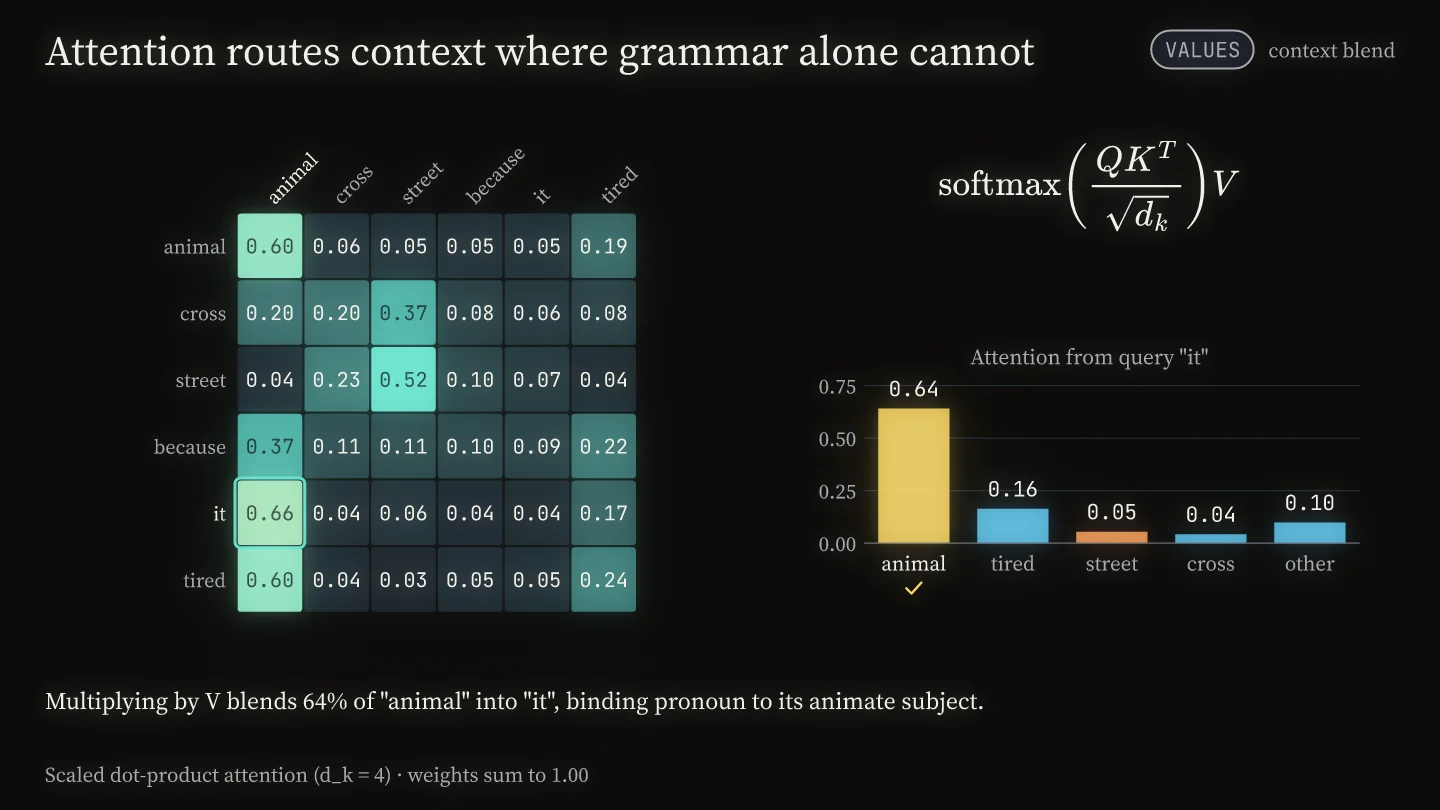 Attention routes context where grammar alone cannot
VALUES context blend
animal cross street because it tired
animal 0.60 0.06 0.05 0.05 0.05 0.19
cross 0.20 0.20 0.37 0.08 0.06 0.08
street 0.04 0.23 0.52 0.10 0.07 0.04
because 0.37 0.11 0.11 0.10 0.09 0.22
it 0.66 0.04 0.06 0.04 0.04 0.17
tired 0.60 0.04 0.03 0.05 0.05 0.24
softmax(QK^T/√d_k)V
Attention from query "it"
0.75
0.50
0.25
0.00
0.64 0.16 0.05 0.04 0.10
animal tired street cross other
✓
Multiplying by V blends 64% of "animal" into "it", binding pronoun to its animate subject.
Scaled dot-product attention (d_k = 4) · weights sum to 1.00